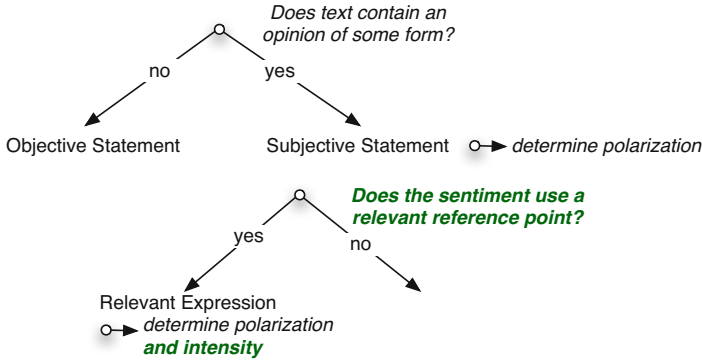 Does text contain an
opinion of some form?
no
yes
Objective Statement
Subjective Statement
determine polarization
Does the sentiment use a
relevant reference point?
yes
no
Relevant Expression
determine polarization
and intensity